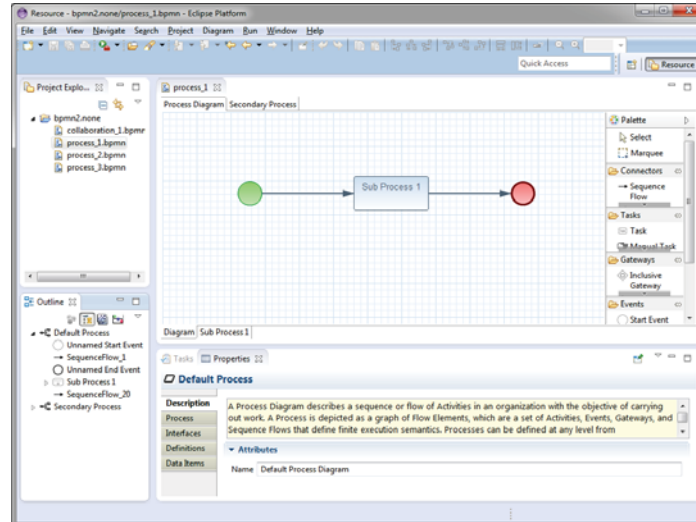 Resource - bpmn2.none/process_1.bpmn - Eclipse Platform
File Edit View Navigate Search Project Diagram Run Window Help
Quick Access
Resource
Project Explo...
bpmn2.none
collaboration_1.bpmr
process_1.bpmn
process_2.bpmn
process_3.bpmn
process_1
Process Diagram Secondary Process
Sub Process 1
Diagram Sub Process 1
Palette
Select
Marquee
Connectors
Sequence
Flow
Tasks
Task
Manual Task
Gateways
Inclusive
Gateway
Events
Start Event
Outline
Default Process
Unnamed Start Event
SequenceFlow_1
Unnamed End Event
Sub Process 1
SequenceFlow_20
Secondary Process
Tasks Properties
Default Process
Description
Process
Interfaces
Definitions
Data Items
A Process Diagram describes a sequence or flow of Activities in an organization with the objective of carrying
out work. A Process is depicted as a graph of Flow Elements, which are a set of Activities, Events, Gateways, and
Sequence Flows that define finite execution semantics. Processes can be defined at any level from
Attributes
Name Default Process Diagram